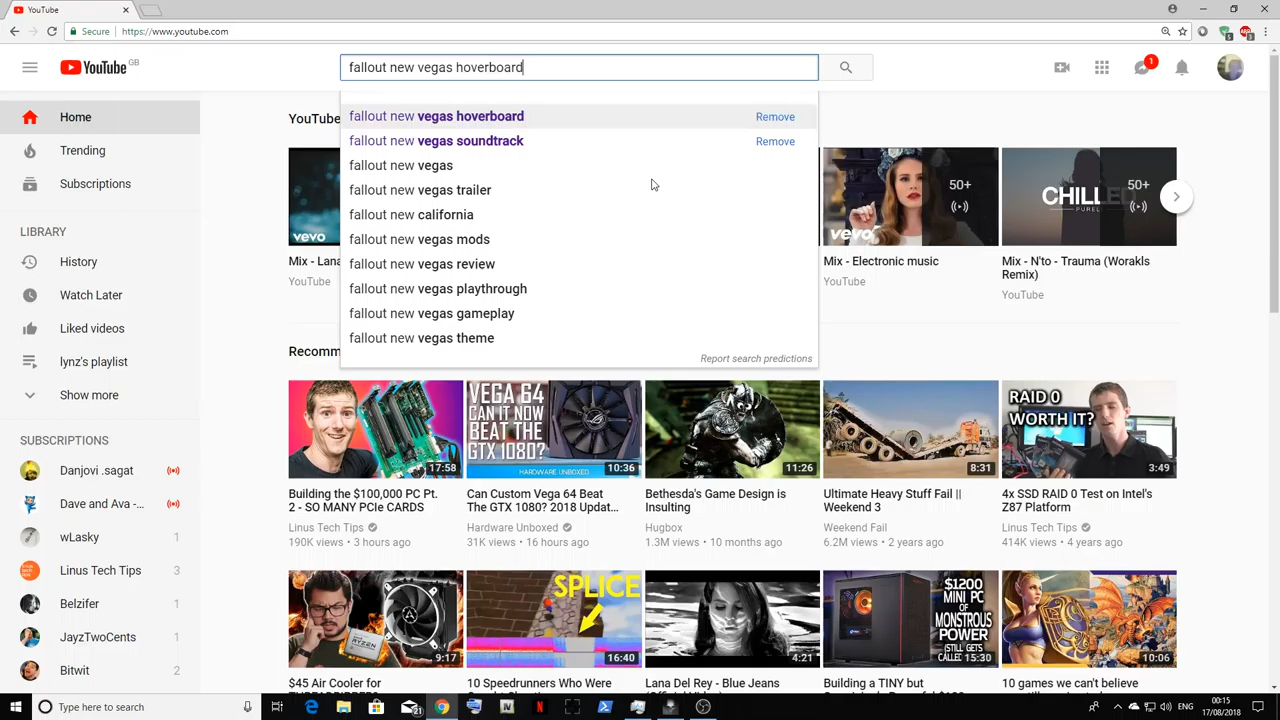 YouTube
Secure
https://www.youtube.com
YouTube GB
fallout new vegas hoverboard
1
Home
Trending
Subscriptions
LIBRARY
History
Watch Later
Liked videos
lynz's playlist
Show more
SUBSCRIPTIONS
Danjovi .sagat
Dave and Ava -...
wLasky 1
Linus Tech Tips 3
Belzifer 1
JayzTwoCents 1
Bitwit 2
fallout new vegas hoverboard Remove
fallout new vegas soundtrack Remove
fallout new vegas
fallout new vegas trailer
fallout new california
fallout new vegas mods
fallout new vegas review
fallout new vegas playthrough
fallout new vegas gameplay
fallout new vegas theme
Report search predictions
YouTube
vevo
Mix - Lana
YouTube
vevo
50+
Mix - Electronic music
YouTube
CHILLED
PUREL
50+
Mix - N'to - Trauma (Worakls
Remix)
YouTube
Recomm
17:58
Building the $100,000 PC Pt.
2 - SO MANY PCIe CARDS
Linus Tech Tips
190K views • 3 hours ago
VEGA 64
CAN IT NOW
BEAT THE
GTX 1080?
HARDWARE UNBOXED
10:36
Can Custom Vega 64 Beat
The GTX 1080? 2018 Updat...
Hardware Unboxed
31K views • 16 hours ago
11:26
Bethesda's Game Design is
Insulting
Hugbox
1.3M views • 10 months ago
8:31
Ultimate Heavy Stuff Fail ||
Weekend 3
Weekend Fail
6.2M views • 2 years ago
RAID 0
WORTH IT?
3:49
4x SSD RAID 0 Test on Intel's
Z87 Platform
Linus Tech Tips
414K views • 4 years ago
RYZEN
9:17
$45 Air Cooler for
SPLICE
16:40
10 Speedrunners Who Were
4:21
Lana Del Rey - Blue Jeans
$1200
MINI PC
OF
MONSTROUS
POWER
(STILL GETS
CALLED
15:30
Building a TINY but
10:06
10 games we can't believe
Type here to search
21
00:15
17/08/2018